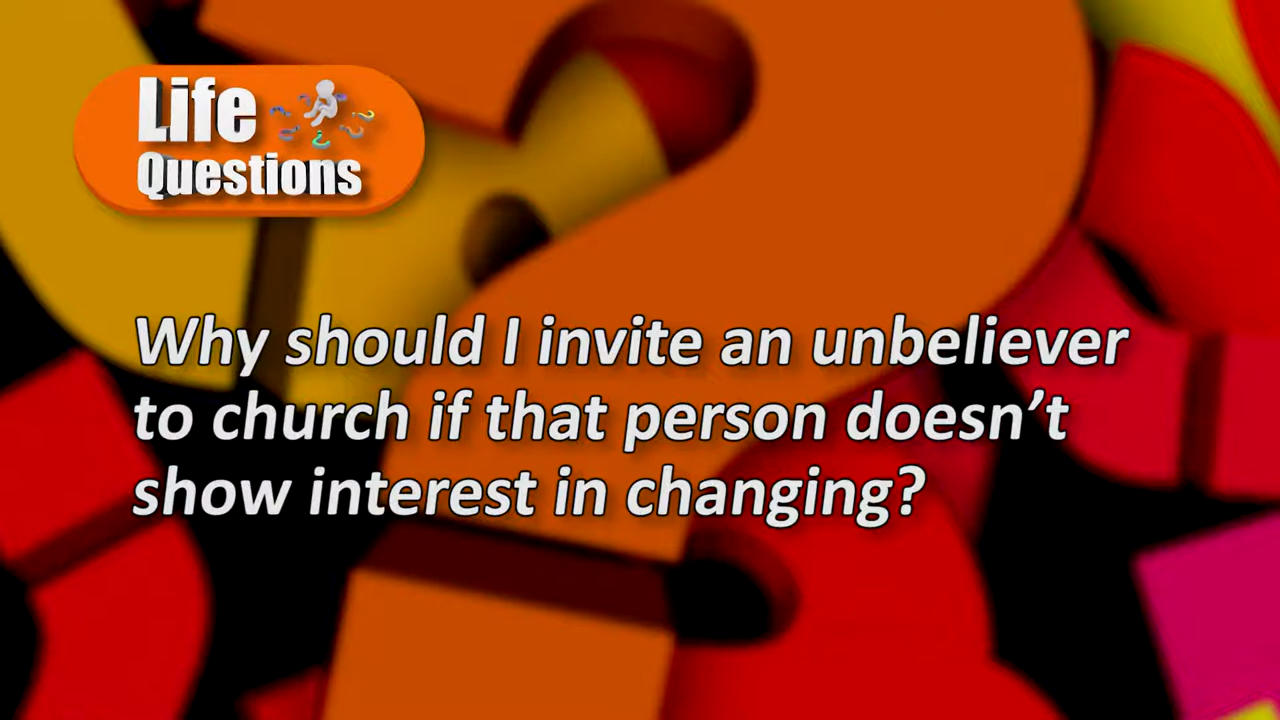 Life
Questions
Why should I invite an unbeliever
to church if that person doesn’t
show interest in changing?